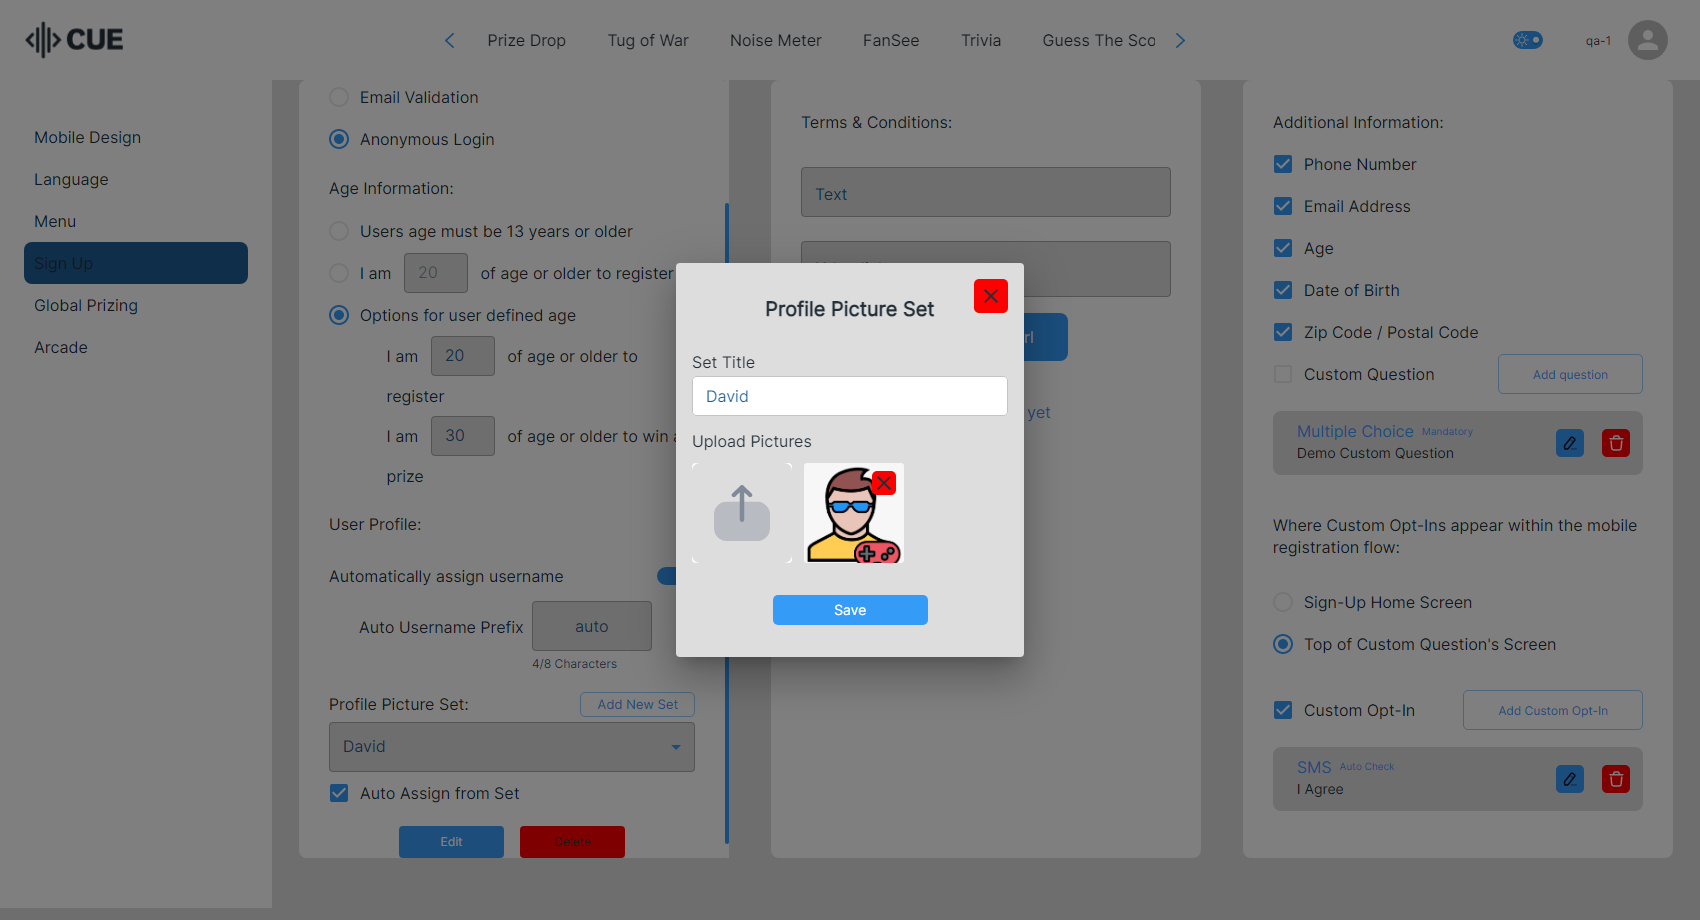 CUE
Prize Drop
Tug of War
Noise Meter
FanSee
Trivia
Guess The Sco
qa-1
Mobile Design
Language
Menu
Sign Up
Global Prizing
Arcade
Email Validation
Anonymous Login
Age Information:
Users age must be 13 years or older
I am 20 of age or older to register
Options for user defined age
I am 20 of age or older to
register
I am 30 of age or older to win a
prize
User Profile:
Automatically assign username
Auto Username Prefix auto
4/8 Characters
Profile Picture Set:
Add New Set
David
Auto Assign from Set
Edit
Delete
Terms & Conditions:
Text
rl
yet
Profile Picture Set
Set Title
David
Upload Pictures
Save
Additional Information:
Phone Number
Email Address
Age
Date of Birth
Zip Code / Postal Code
Custom Question
Add question
Multiple Choice Mandatory
Demo Custom Question
Where Custom Opt-Ins appear within the mobile
registration flow:
Sign-Up Home Screen
Top of Custom Question's Screen
Custom Opt-In
Add Custom Opt-In
SMS Auto Check
I Agree